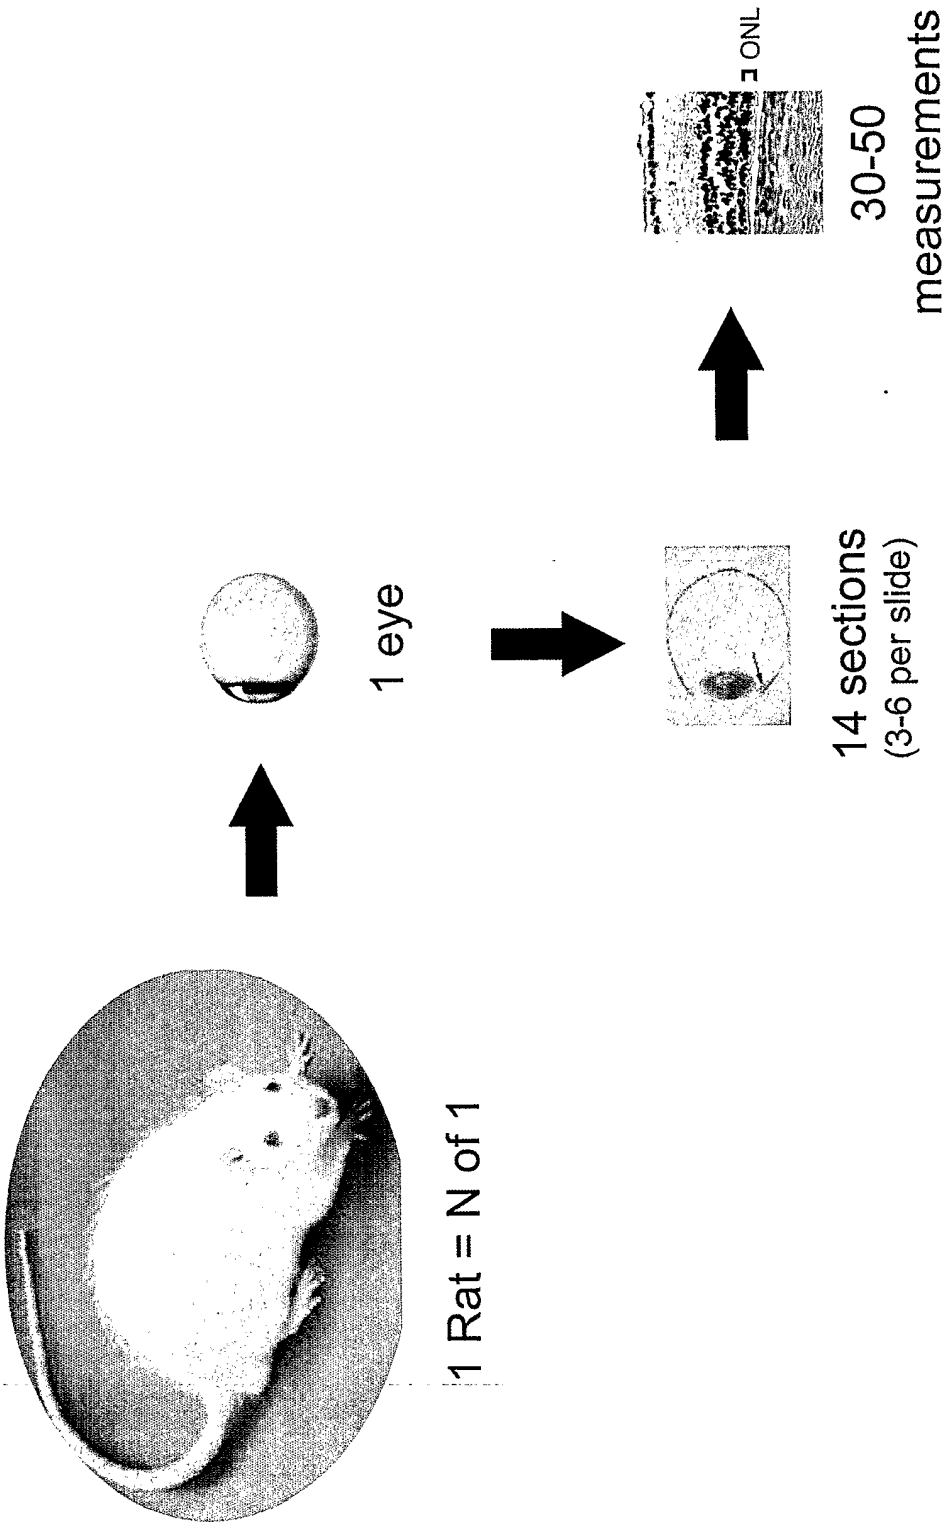 1 Rat = N of 1
1 eye
14 sections
(3-6 per slide)
ONL
30-50
measurements